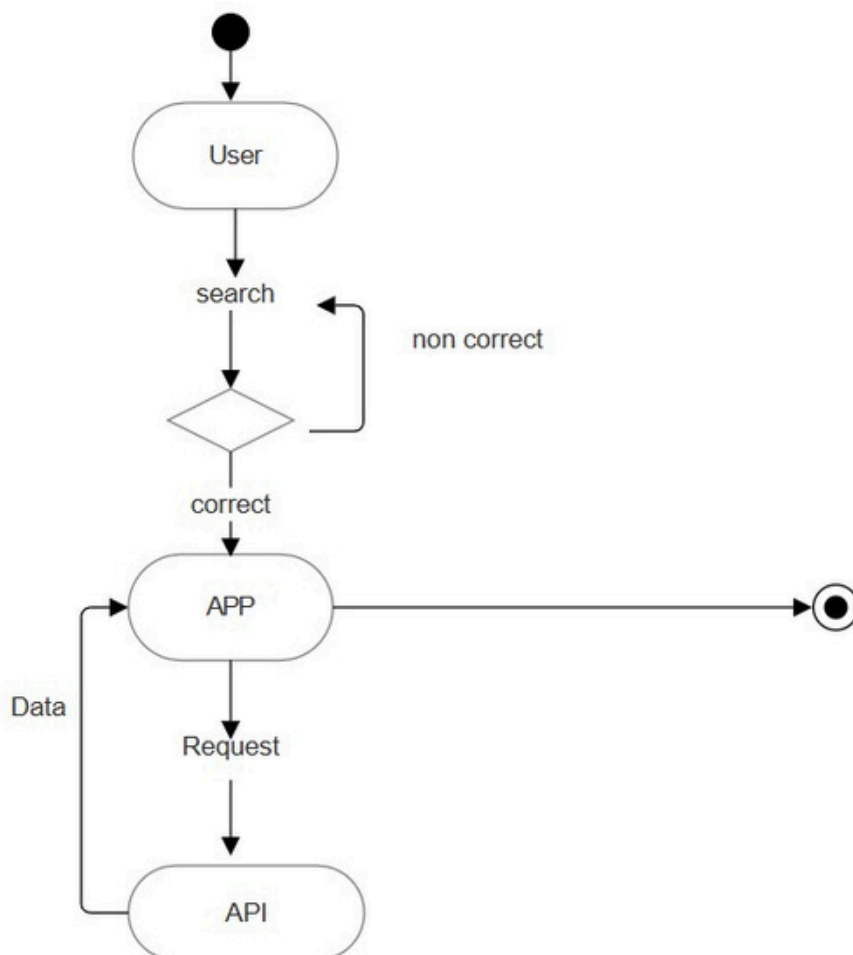 User
search
non correct
correct
APP
Data
Request
API